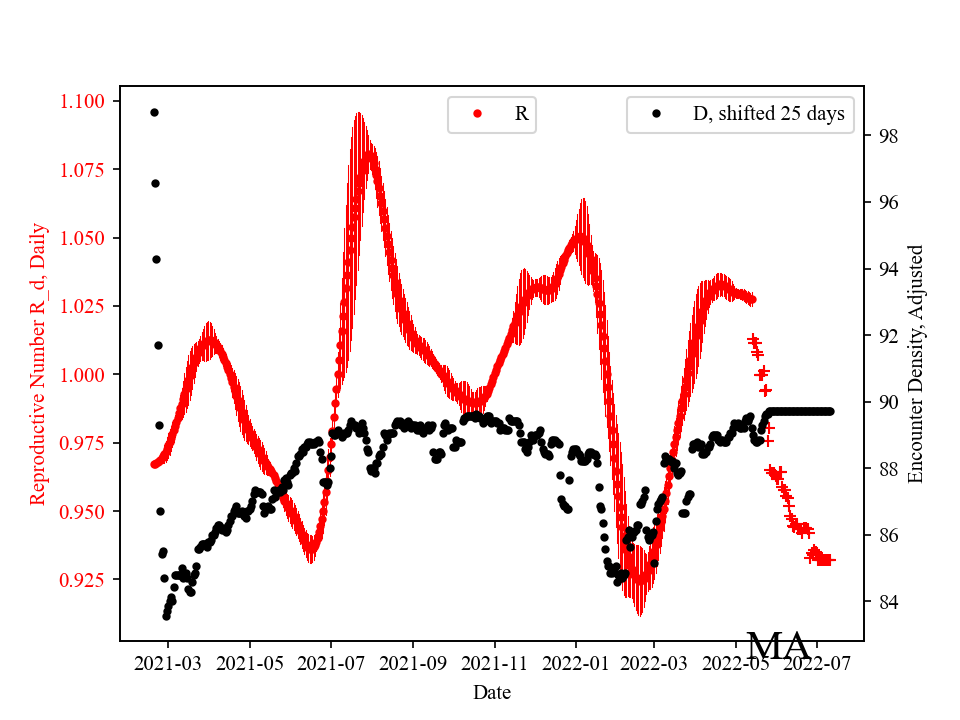 R
D, shifted 25 days
Reproductive Number R_d, Daily
1.100
1.075
1.050
1.025
1.000
0.975
0.950
0.925
98
96
94
92
90
88
86
84
Encounter Density, Adjusted
MA
2021-03 2021-05 2021-07 2021-09 2021-11 2022-01 2022-03 2022-05 2022-07
Date